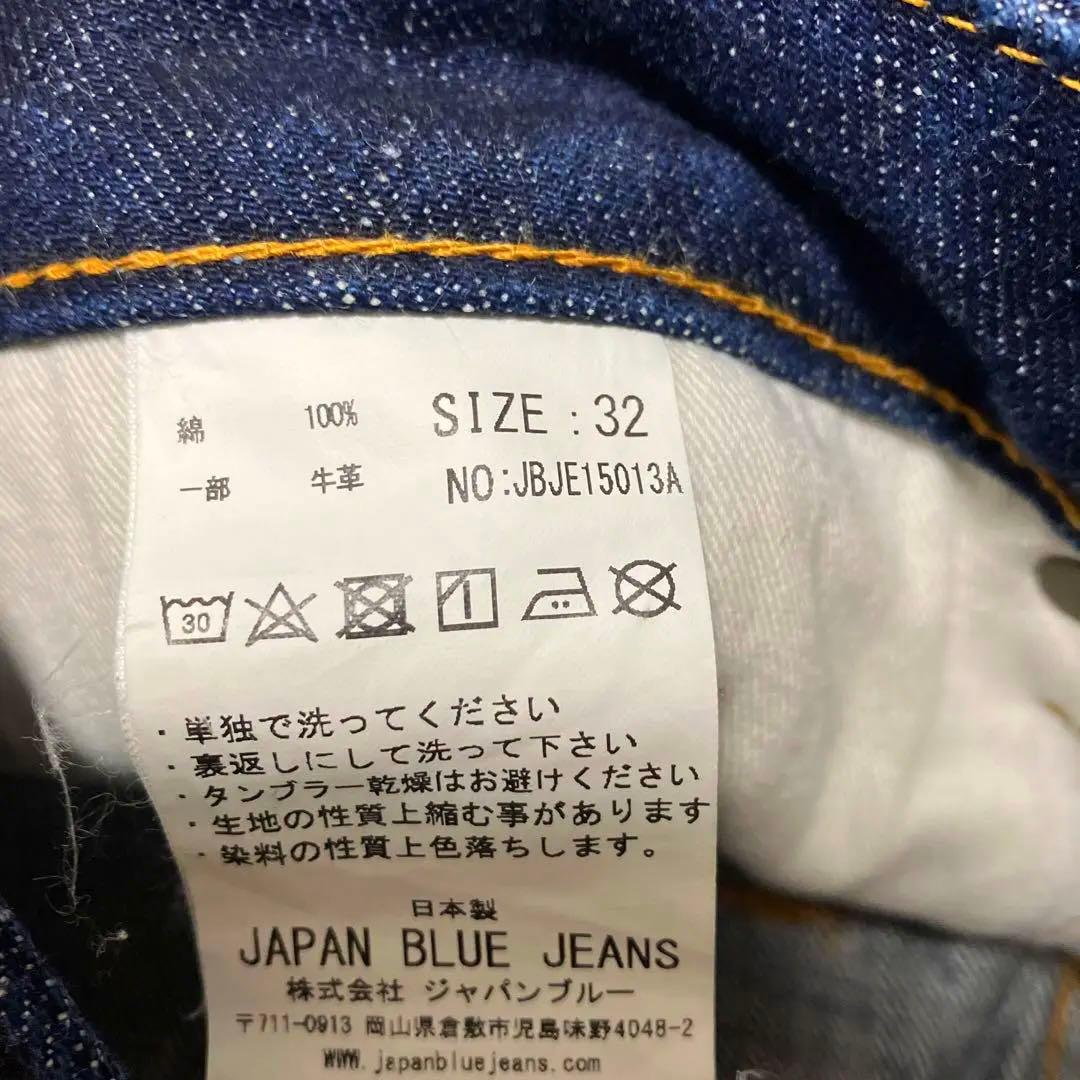 綿 100% SIZE : 32
一部 牛革 NO:JBJE15013A
30
・単独で洗ってください
・裏返しにして洗って下さい
・タンブラー乾燥はお避けください
・生地の性質上縮む事があります
・染料の性質上色落ちします。
日本製
JAPAN BLUE JEANS
株式会社 ジャパンブルー
〒711-0913 岡山県倉敷市児島味野4048-2
WWW.japanbluejeans.com